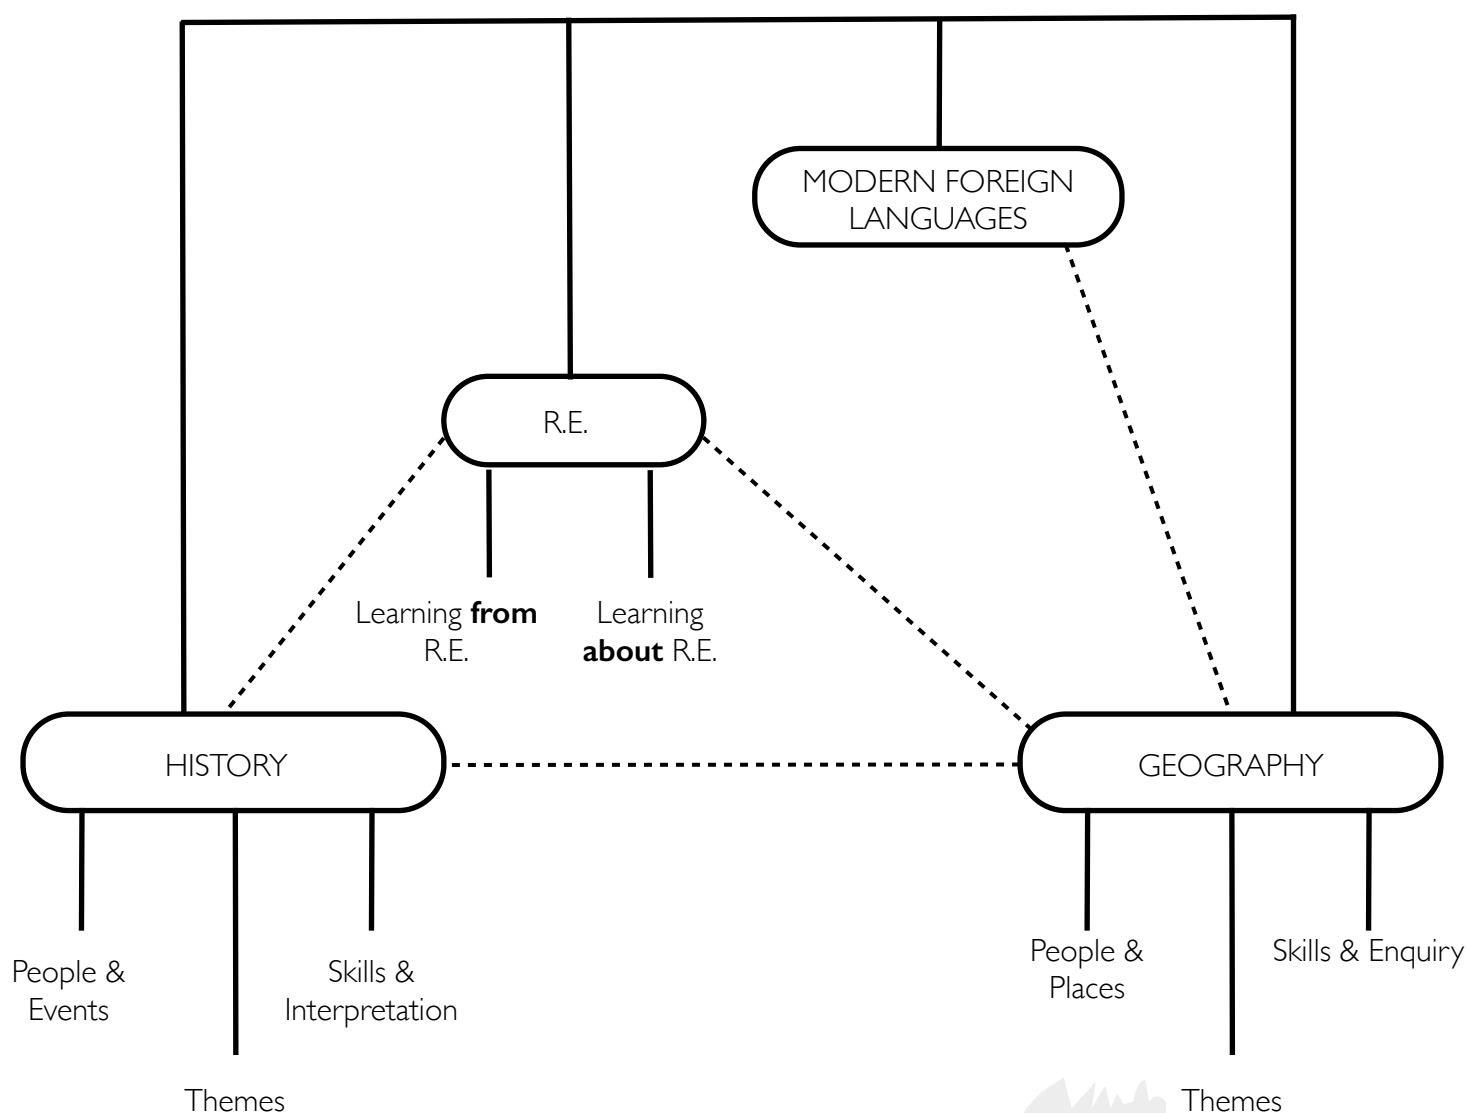 MODERN FOREIGN
LANGUAGES
R.E.
Learning from
R.E.
Learning
about R.E.
HISTORY
GEOGRAPHY
People &
Events
Skills &
Interpretation
Themes
People &
Places
Skills & Enquiry
Themes